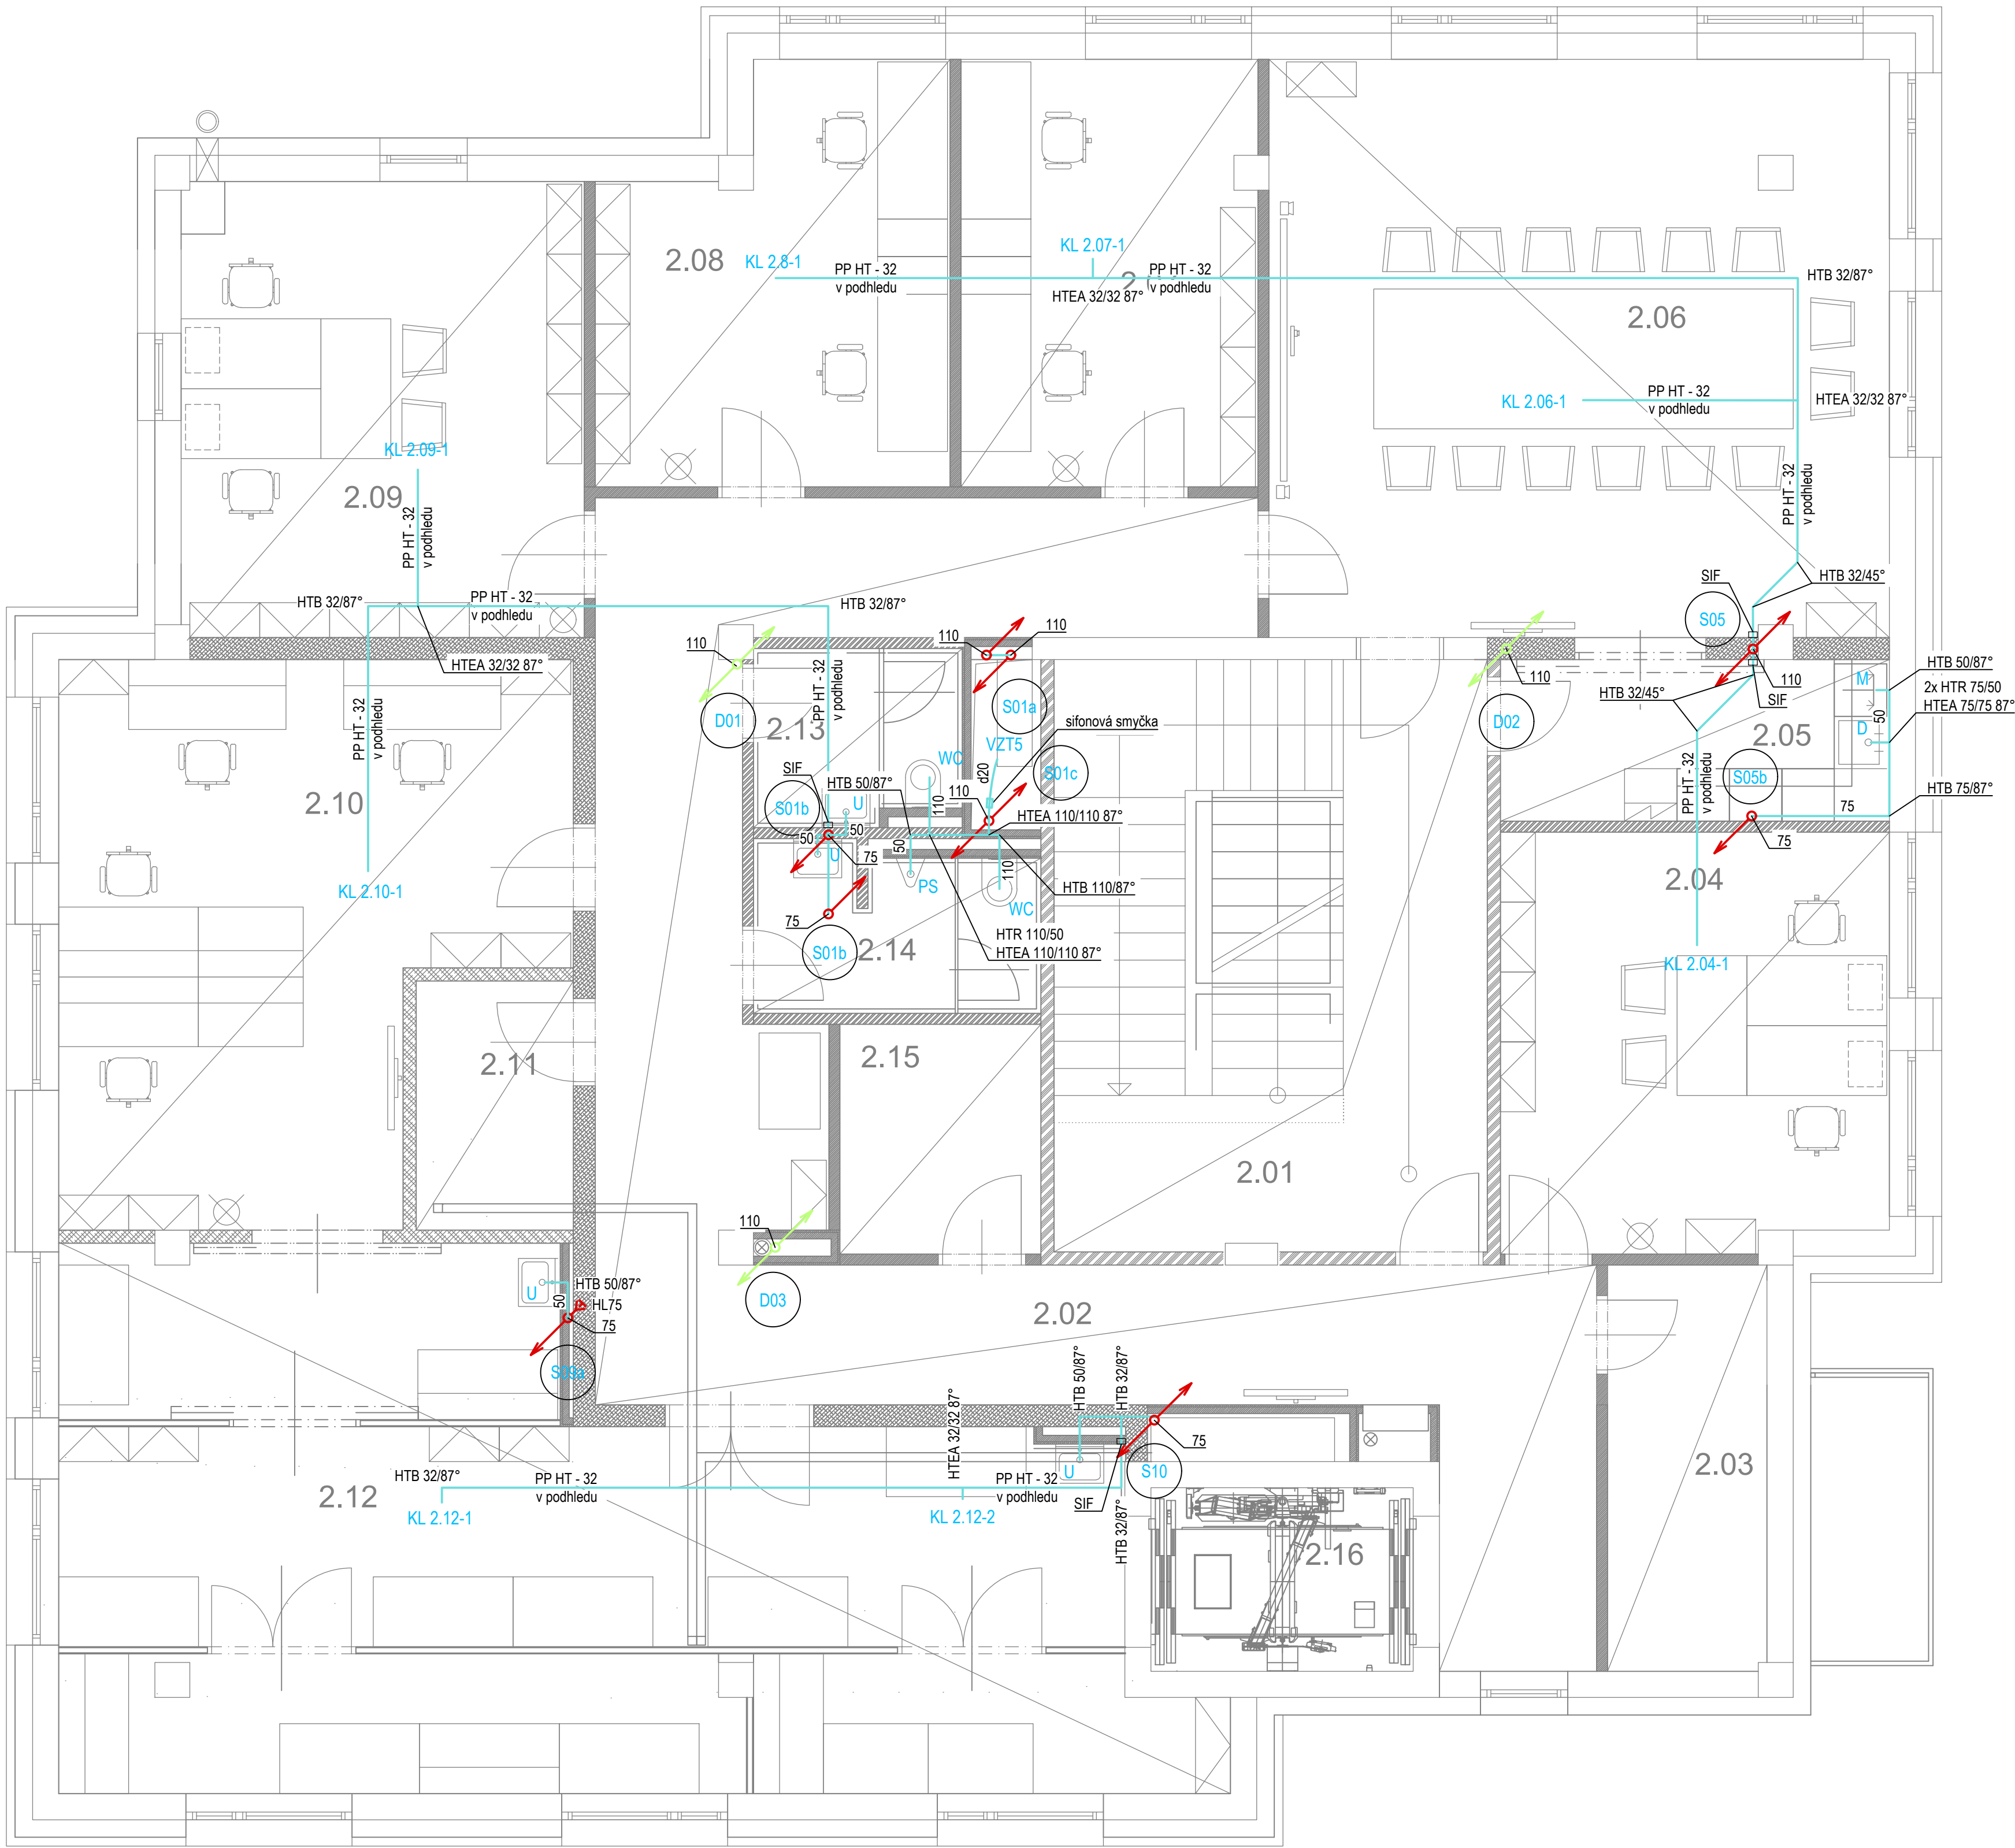 2.08
KL 2.8-1
PP HT - 32
v podhledu
KL 2.07-1
HTEA 32/32 87°
PP HT - 32
v podhledu
HTB 32/87°
2.06
KL 2.06-1
PP HT - 32
v podhledu
HTEA 32/32 87°
PP HT - 32
v podhledu
KL 2.09-1
2.09
PP HT - 32
v podhledu
HTB 32/87°
PP HT - 32
v podhledu
HTB 32/87°
HTEA 32/32 87°
PP HT - 32
v podhledu
2.10
KL 2.10-1
110
D01
2.13
PP HT - 32
v podhledu
110
110
S01a
VZT5
sifonová smyčka
S01c
d20
WC
SIF
HTB 50/87°
S01b
U
110
110
HTEA 110/110 87°
50
50
U
75
50
PS
110
HTB 110/87°
WC
75
S01b
2.14
HTR 110/50
HTEA 110/110 87°
SIF
HTB 32/45°
S05
110
D02
HTB 32/45°
110
SIF
M
HTB 50/87°
2x HTR 75/50
HTEA 75/75 87°
50
D
2.05
S05b
PP HT - 32
v podhledu
75
HTB 75/87°
75
2.04
KL 2.04-1
2.11
2.15
2.01
110
D03
2.02
U
HTB 50/87°
50
HL75
75
S09a
HTB 50/87°
HTB 32/87°
HTEA 32/32 87°
75
S10
U
2.12
HTB 32/87°
PP HT - 32
v podhledu
KL 2.12-1
KL 2.12-2
PP HT - 32
v podhledu
SIF
HTB 32/87°
2.16
2.03